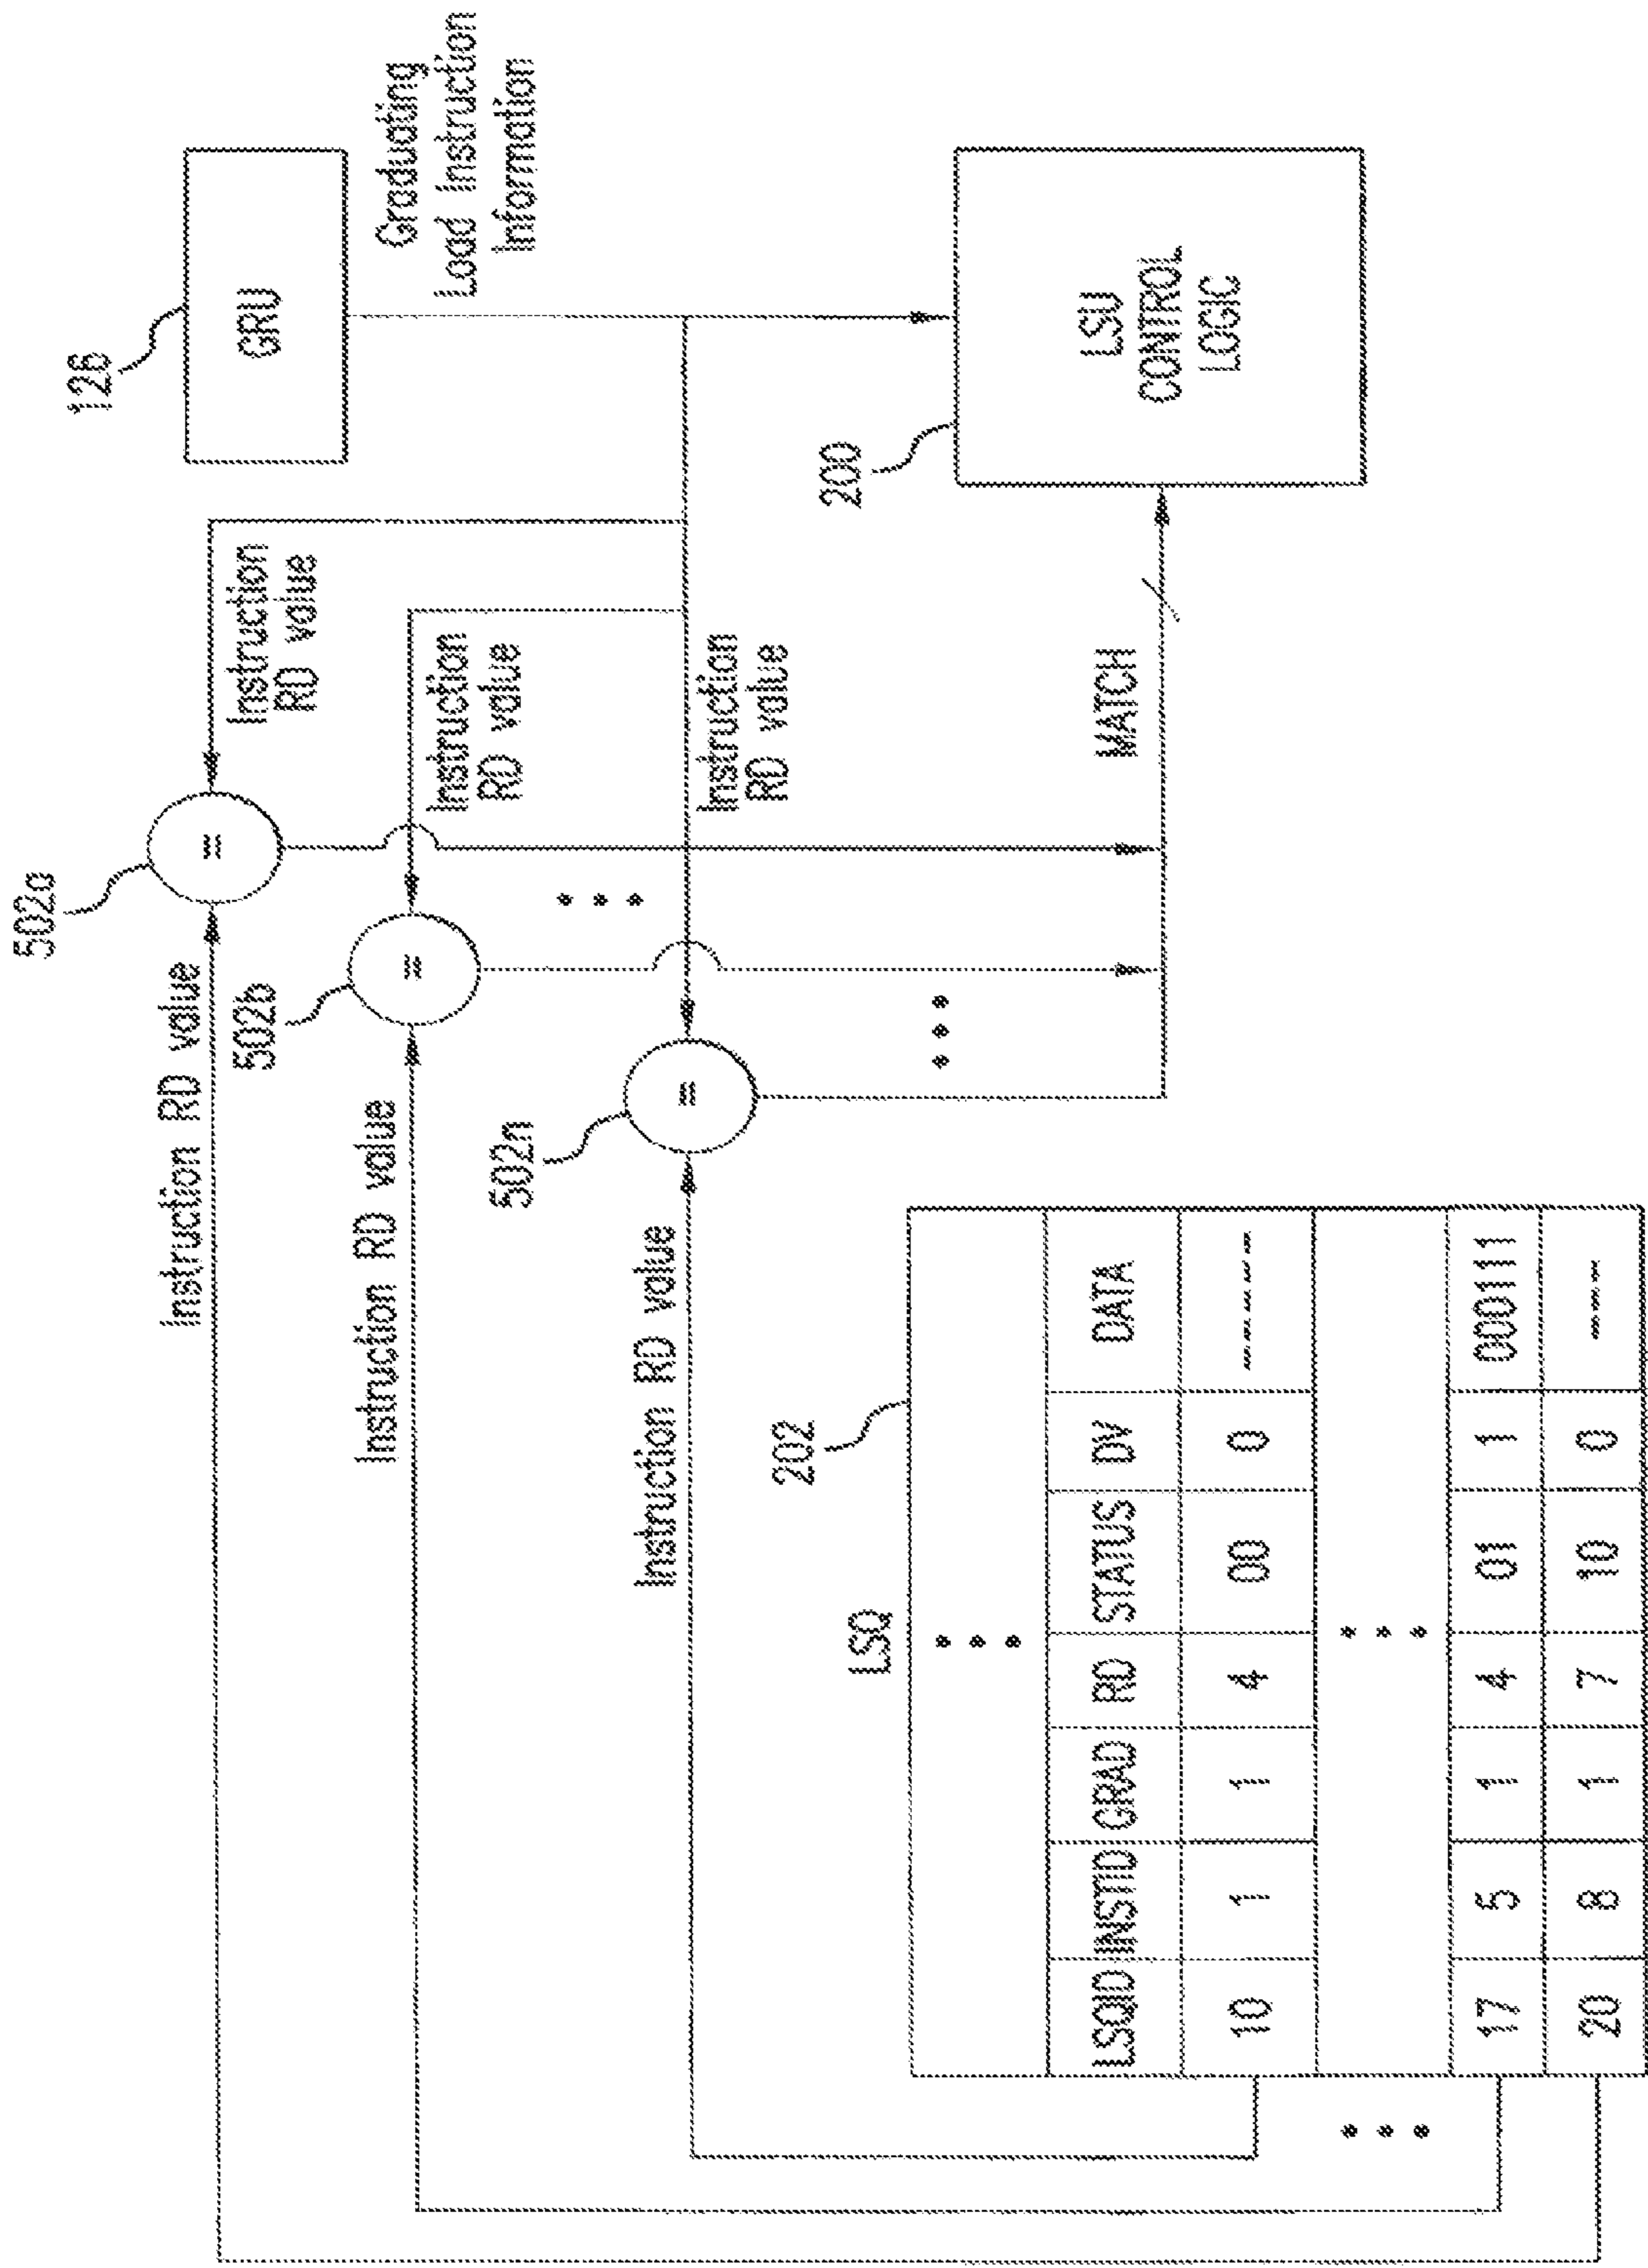 126
GRU
Graduating
Load Instruction
Information
502a
=
Instruction
RD value
Instruction RD value
502b
=
Instruction
RD value
Instruction RD value
502n
=
Instruction
RD value
Instruction RD value
MATCH
200
LSU
CONTROL
LOGIC
LSQ
202
LSQID INSTID GRAD RD STATUS DV DATA
10 1 1 4 00 0 -----
17 5 1 4 01 1 000111
20 8 1 7 10 0 ----